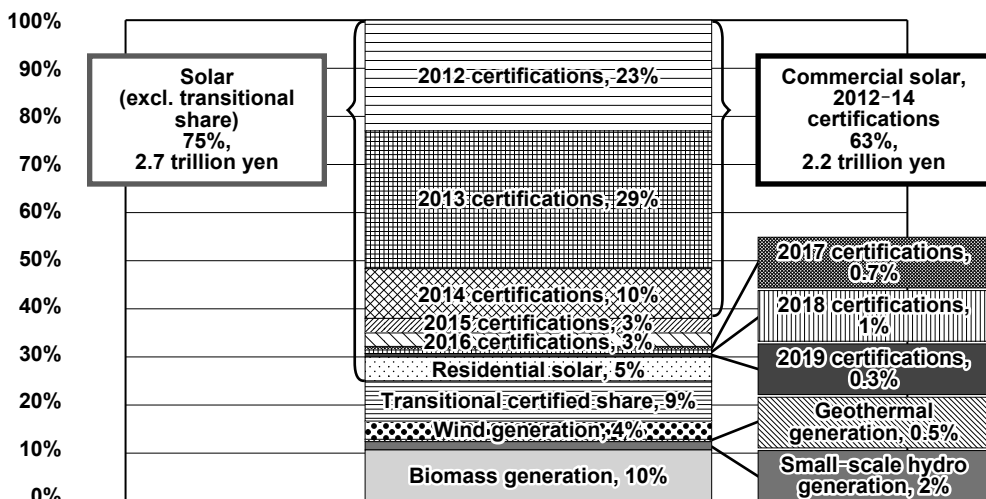 100%
90%
80%
70%
60%
50%
40%
30%
20%
10%
0%
Solar
(excl. transitional
share)
75%,
2.7 trillion yen
2012 certifications, 23%
2013 certifications, 29%
2014 certifications, 10%
2015 certifications, 3%
2016 certifications, 3%
Residential solar, 5%
Transitional certified share, 9%
Wind generation, 4%
Biomass generation, 10%
Commercial solar,
2012-14
certifications
63%,
2.2 trillion yen
2017 certifications,
0.7%
2018 certifications,
1%
2019 certifications,
0.3%
Geothermal
generation, 0.5%
Small-scale hydro
generation, 2%